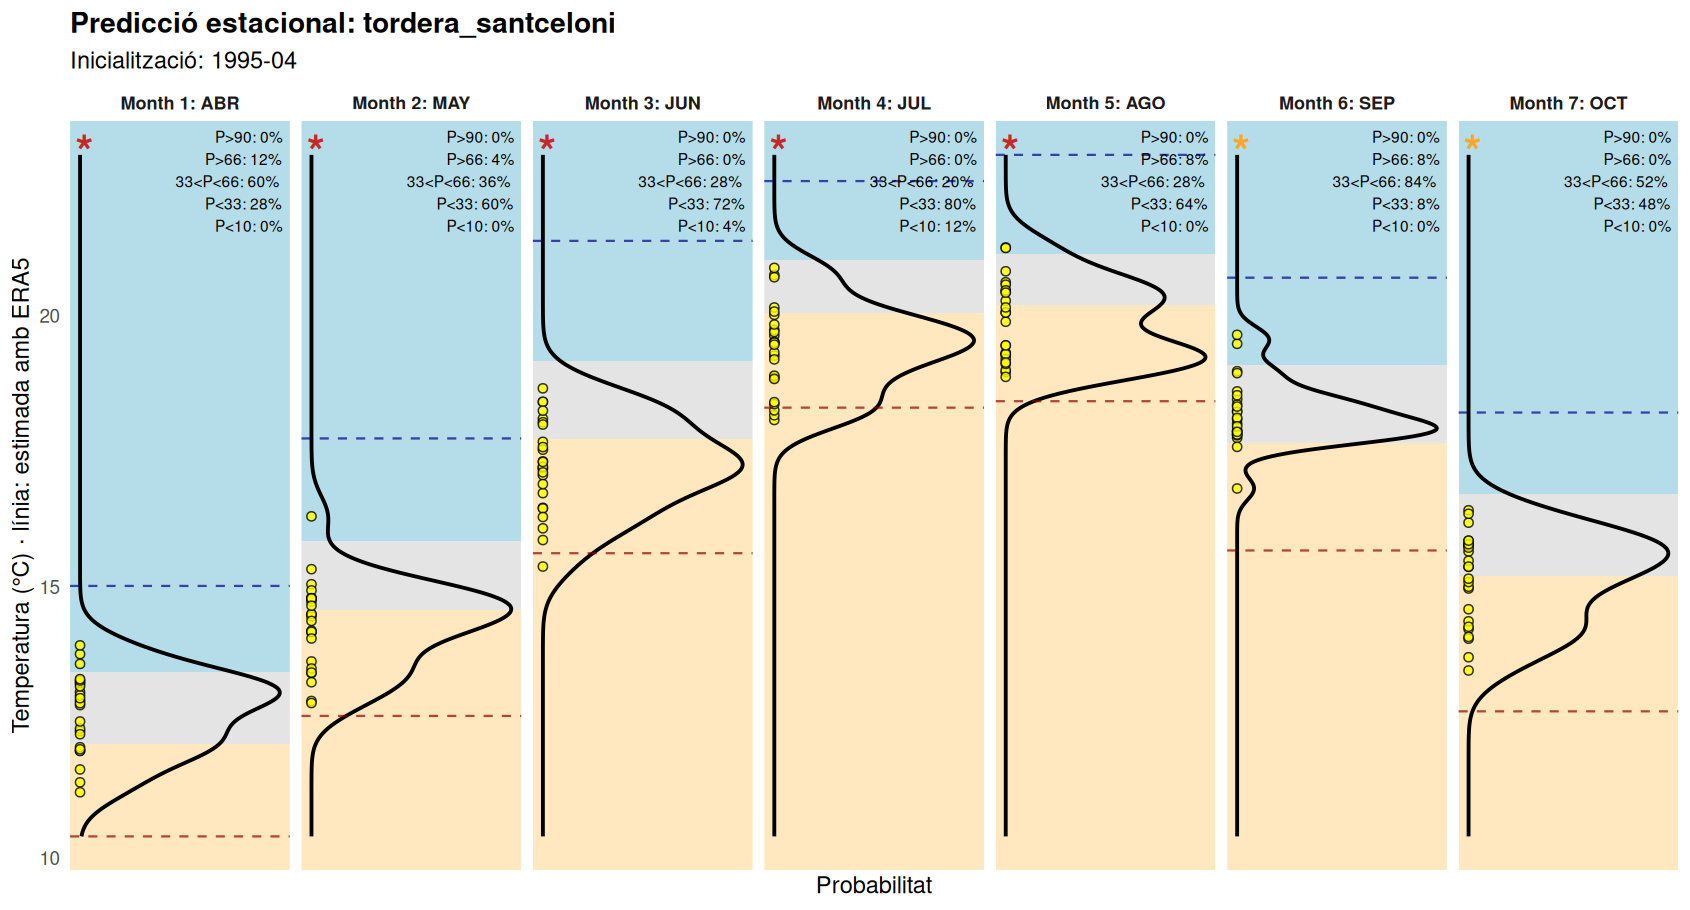 Predicció estacional: tordera_santceloni
Inicialització: 1995-04
Month 1: ABR
Month 2: MAY
Month 3: JUN
Month 4: JUL
Month 5: AGO
Month 6: SEP
Month 7: OCT
*
P>90: 0%
P>66: 12%
33<P<66: 60%
P<33: 28%
P<10: 0%
*
P>90: 0%
P>66: 4%
33<P<66: 36%
P<33: 60%
P<10: 0%
*
P>90: 0%
P>66: 0%
33<P<66: 28%
P<33: 72%
P<10: 4%
*
P>90: 0%
P>66: 0%
33<P<66: 20%
P<33: 80%
P<10: 12%
*
P>90: 0%
P>66: 8%
33<P<66: 28%
P<33: 64%
P<10: 0%
*
P>90: 0%
P>66: 8%
33<P<66: 84%
P<33: 8%
P<10: 0%
*
P>90: 0%
P>66: 0%
33<P<66: 52%
P<33: 48%
P<10: 0%
Temperatura (°C) · línia: estimada amb ERA5
20
15
10
Probabilitat